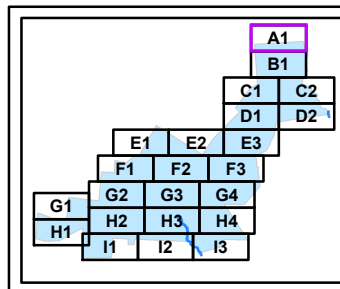 A1
B1
C1 C2
D1 D2
E1 E2 E3
F1 F2 F3
G1 G2 G3 G4
H1 H2 H3 H4
I1 I2 I3